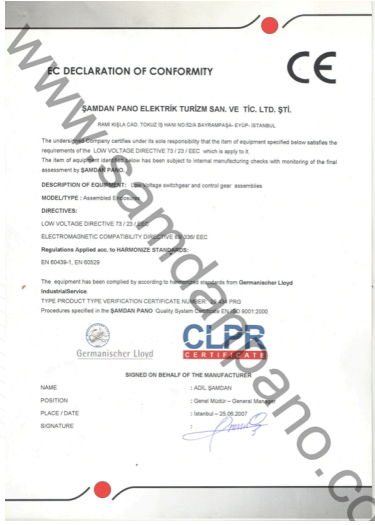 EC DECLARATION OF CONFORMITY
CE
ŞAMDAN PANO ELEKTRİK TURİZM SAN. VE TİC. LTD. ŞTİ.
RAMI KIŞLA CAD. TOKUZ İŞ HANI NO:52/A BAYRAMPAŞA- EYÜP- İSTANBUL
The undersigned Company certifies under its sole responsibility that the item of equipment specified below satisfies the
requirements of the LOW VOLTAGE DIRECTIVE 73 / 23 / EEC which is apply to it.
The item of equipment identified below has been subject to internal manufacturing checks with monitoring of the final
assessment by ŞAMDAN PANO.
DESCRIPTION OF EQUIPMENT: Low Voltage switchgear and control gear assemblies
MODEL/TYPE : Assembled Enclosures
DIRECTIVES:
LOW VOLTAGE DIRECTIVE 73 / 23 / EEC
ELECTROMAGNETIC COMPATIBILITY DIRECTIVE 89/336/ EEC
Regulations Applied acc. to HARMONIZE STANDARDS:
EN 60439-1, EN 60529
The equipment has been complied by according to harmonized standards from Germanischer Lloyd
IndustrialService.
TYPE PRODUCT TYPE VERIFICATION CERTIFICATE NUMBER: PRG
Procedures specified in the ŞAMDAN PANO Quality System Certificate EN ISO 9001:2000
Germanischer Lloyd
CLPR
CERTIFICATE
SIGNED ON BEHALF OF THE MANUFACTURER
NAME : ADİL ŞAMDAN
POSITION : Genel Müdür – General Manager
PLACE / DATE : İstanbul – 25.06.2007
SIGNATURE :
www.samdanpano.co